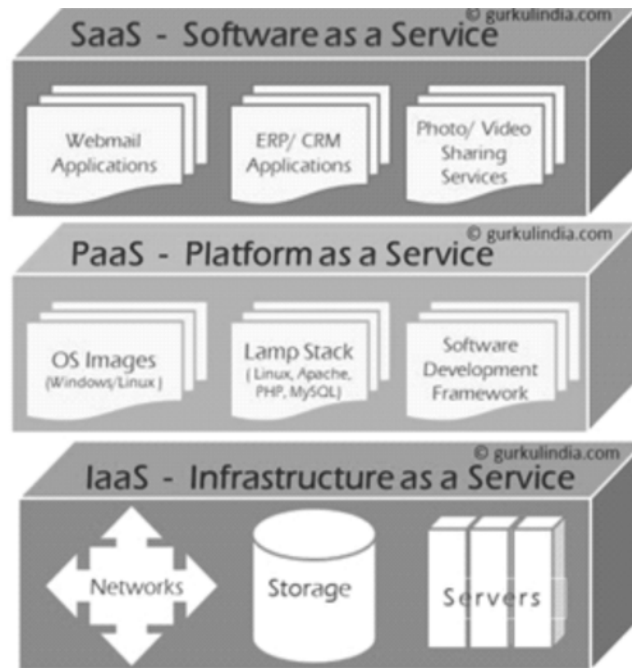 © gurkulindia.com
SaaS - Software as a Service
Webmail
Applications
ERP/ CRM
Applications
Photo/ Video
Sharing
Services
© gurkulindia.com
PaaS - Platform as a Service
OS Images
(Windows/Linux )
Lamp Stack
( Linux, Apache,
PHP, MySQL)
Software
Development
Framework
© gurkulindia.com
IaaS - Infrastructure as a Service
Networks
Storage
Servers